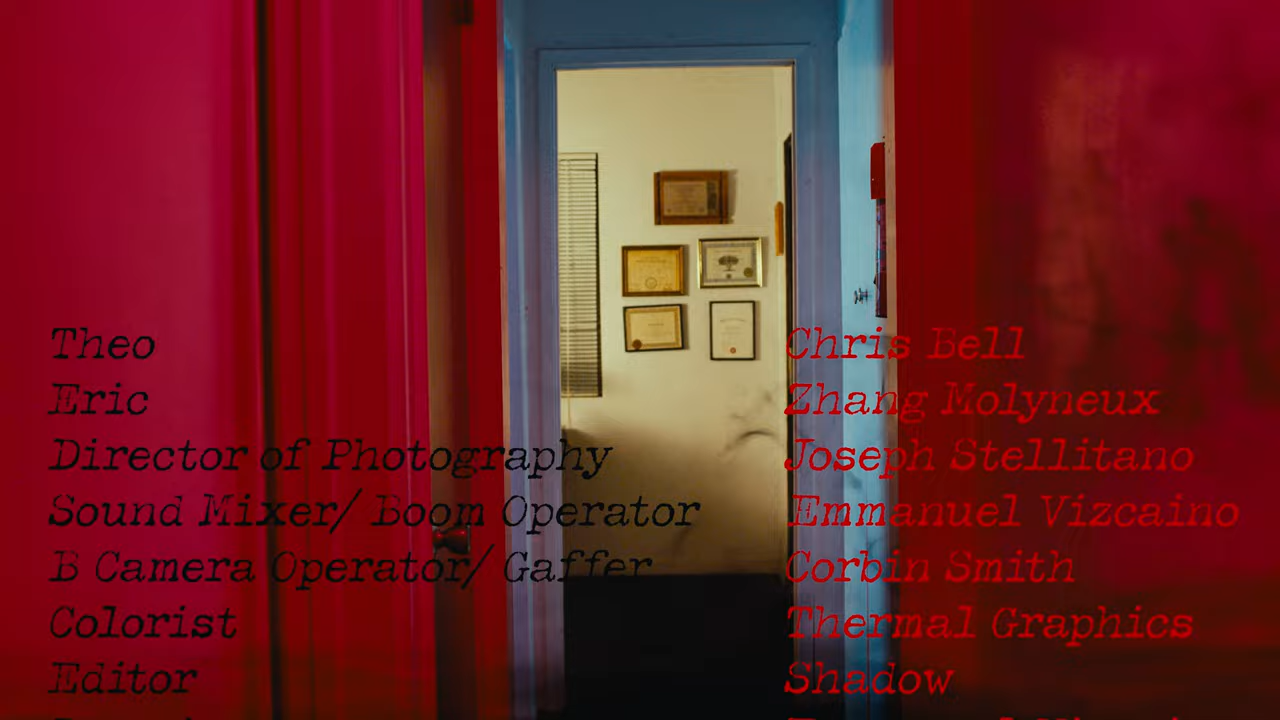 Theo Chris Bell
Eric Zhang Molyneux
Director of Photography Joseph Stellitano
Sound Mixer/ Boom Operator Emmanuel Vizcaino
B Camera Operator/ Gaffer Corbin Smith
Colorist Thermal Graphics
Editor Shadow